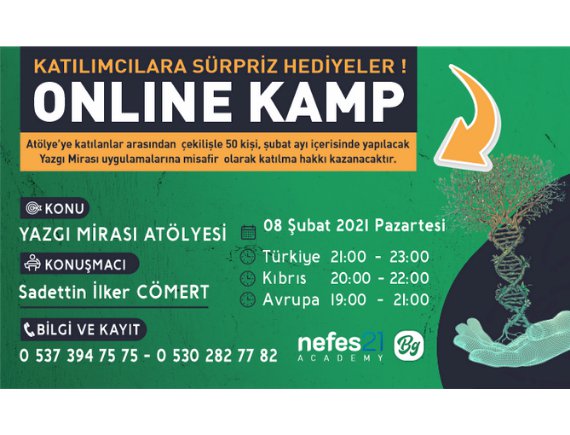 KATILIMCILARA SÜRPRİZ HEDİYELER !
ONLINE KAMP
Atölye'ye katılanlar arasından çekilişle 50 kişi, şubat ayı içerisinde yapılacak
Yazgı Mirası uygulamalarına misafir olarak katılma hakkı kazanacaktır.
KONU
YAZGI MİRASI ATÖLYESİ
KONUŞMACI
Sadettin İlker CÖMERT
BİLGİ VE KAYIT
0 537 394 75 75 - 0 530 282 77 82
08 Şubat 2021 Pazartesi
Türkiye 21:00 - 23:00
Kıbrıs 20:00 - 22:00
Avrupa 19:00 - 21:00
nefes21
ACADEMY
Bg